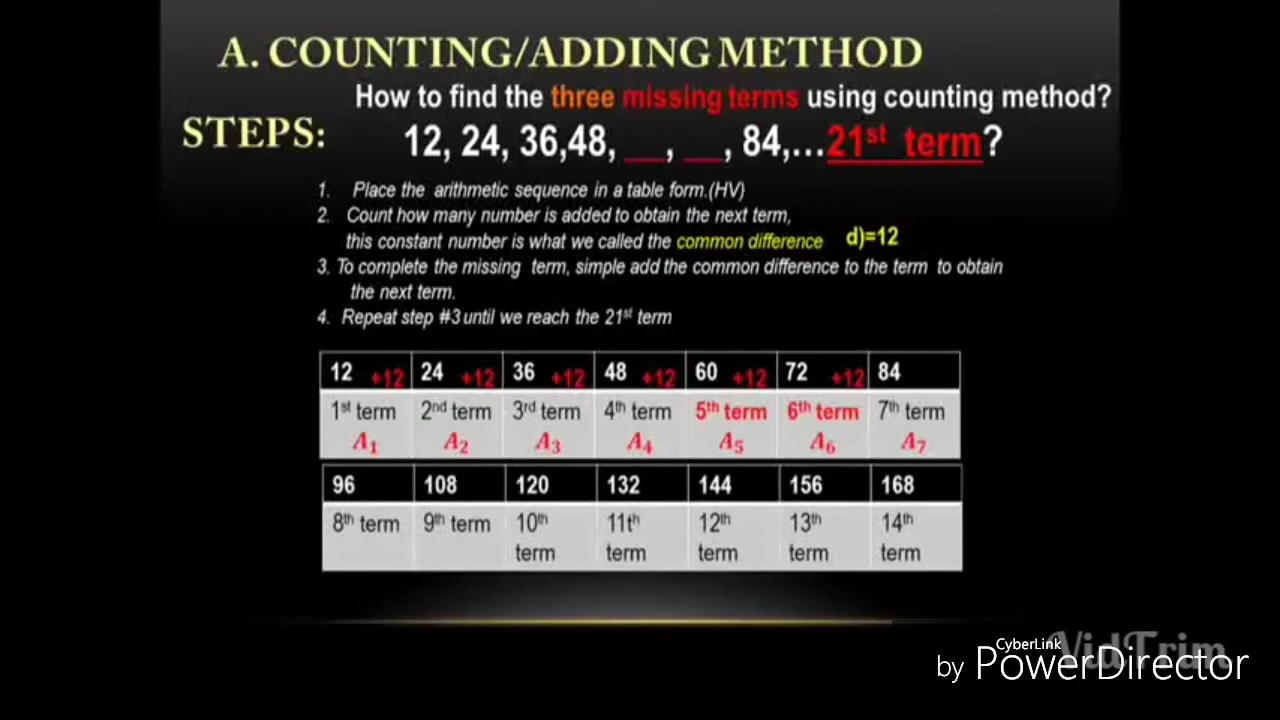 A. COUNTING/ADDING METHOD
How to find the three missing terms using counting method?
STEPS:
12, 24, 36,48, __, __, 84,...21st term?
1. Place the arithmetic sequence in a table form.(HV)
2. Count how many number is added to obtain the next term,
this constant number is what we called the common difference d)=12
3. To complete the missing term, simple add the common difference to the term to obtain
the next term.
4. Repeat step #3 until we reach the 21st term
12 +12 24 +12 36 +12 48 +12 60 +12 72 +12 84
1st term 2nd term 3rd term 4th term 5th term 6th term 7th term
A1 A2 A3 A4 A5 A6 A7
96 108 120 132 144 156 168
8th term 9th term 10th term 11th term 12th term 13th term 14th term
VidTrim
CyberLink
by PowerDirector